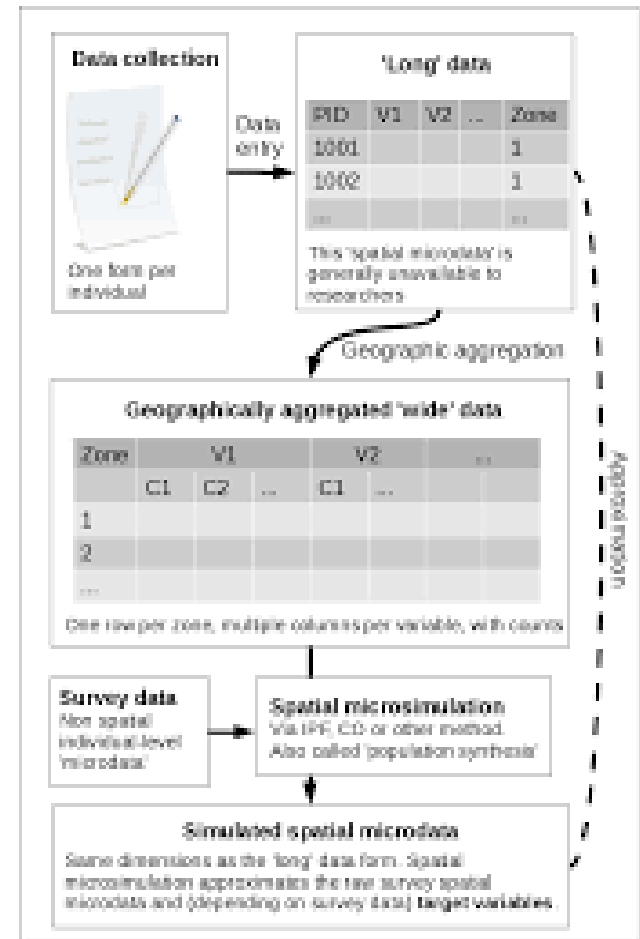 Data collection
One form per
individual
Data
entry
'Long' data
PID V1 V2 ... Zone
1001 1
1002 1
... ...
This 'spatial microdata' is
generally unavailable to
researchers
Geographic aggregation
Geographically aggregated 'wide' data
Zone V1 V2 ...
C1 C2 ... C1 ...
1
2
...
One row per zone, multiple columns per variable, with counts
Approximation
Survey data
Non spatial
individual-level
'microdata'
Spatial microsimulation
Via IPF, CO or other method.
Also called 'population synthesis'
Simulated spatial microdata
Same dimensions as the 'long' data form. Spatial
microsimulation approximates the raw survey spatial
microdata and (depending on survey data) target variables.